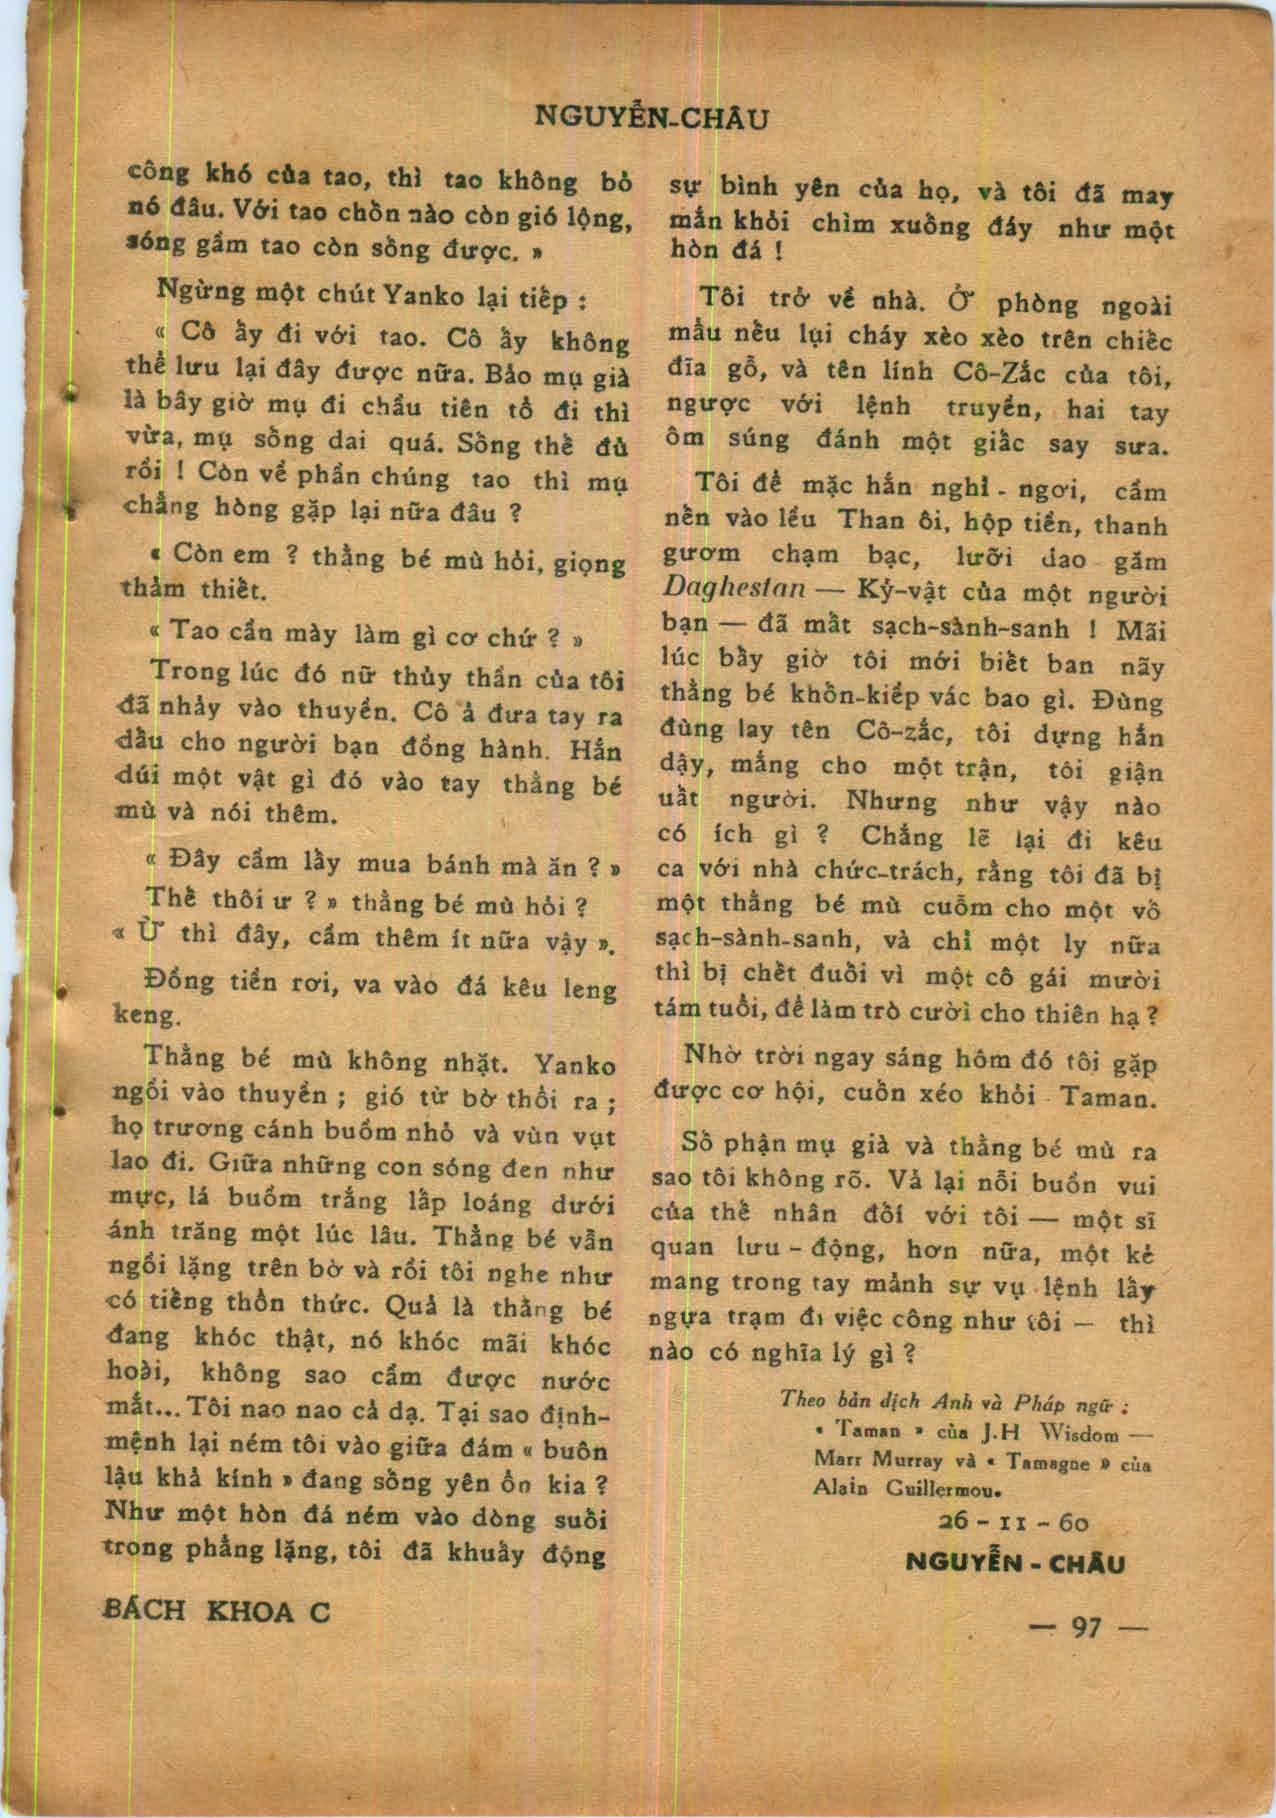 NGUYỄN-CHÂU
công khó của tao, thì tao không bỏ
nó đâu. Với tao chốn nào còn gió lộng,
sóng gầm tao còn sống được. »
Ngừng một chút Yanko lại tiếp :
« Cô ấy đi với tao. Cô ấy không
thể lưu lại đây được nữa. Bảo mụ già
là bây giờ mụ đi chầu tiên tổ đi thì
vừa, mụ sống dai quá. Sống thế đủ
rồi ! Còn về phần chúng tao thì mụ
chẳng hòng gặp lại nữa đâu ?
« Còn em ? thằng bé mù hỏi, giọng
thảm thiết.
« Tao cần mày làm gì cơ chứ ? »
Trong lúc đó nữ thủy thần của tôi
đã nhảy vào thuyền. Cô ả đưa tay ra
dấu cho người bạn đồng hành. Hắn
dúi một vật gì đó vào tay thằng bé
mù và nói thêm.
« Đây cầm lấy mua bánh mà ăn ? »
Thế thôi ư ? » thằng bé mù hỏi ?
« Ừ thì đây, cầm thêm ít nữa vậy ».
Đồng tiền rơi, va vào đá kêu leng
keng.
Thằng bé mù không nhặt. Yanko
ngồi vào thuyền ; gió từ bờ thổi ra ;
họ trương cánh buồm nhỏ và vùn vụt
lao đi. Giữa những con sóng đen như
mực, lá buồm trắng lấp loáng dưới
ánh trăng một lúc lâu. Thằng bé vẫn
ngồi lặng trên bờ và rồi tôi nghe như
có tiếng thổn thức. Quả là thằng bé
đang khóc thật, nó khóc mãi khóc
hoài, không sao cầm được nước
mắt... Tôi nao nao cả dạ. Tại sao định-
mệnh lại ném tôi vào giữa đám « buôn
lậu khả kính » đang sống yên ổn kia ?
Như một hòn đá ném vào dòng suối
trong phẳng lặng, tôi đã khuấy động
sự bình yên của họ, và tôi đã may
mắn khỏi chìm xuống đáy như một
hòn đá !
Tôi trở về nhà. Ở phòng ngoài
mẩu nến lụi cháy xèo xèo trên chiếc
đĩa gỗ, và tên lính Cô-Zắc của tôi,
ngược với lệnh truyền, hai tay
ôm súng đánh một giấc say sưa.
Tôi để mặc hắn nghỉ - ngơi, cầm
nến vào lều Than ôi, hộp tiền, thanh
gươm chạm bạc, lưỡi dao găm
Daghestan — Kỷ-vật của một người
bạn — đã mất sạch-sành-sanh ! Mãi
lúc bấy giờ tôi mới biết ban nãy
thằng bé khốn-kiếp vác bao gì. Đùng
đùng lay tên Cô-zắc, tôi dựng hắn
dậy, mắng cho một trận, tôi giận
uất người. Nhưng như vậy nào
có ích gì ? Chẳng lẽ lại đi kêu
ca với nhà chức-trách, rằng tôi đã bị
một thằng bé mù cuỗm cho một vố
sạch-sành-sanh, và chỉ một ly nữa
thì bị chết đuối vì một cô gái mười
tám tuổi, để làm trò cười cho thiên hạ ?
Nhờ trời ngay sáng hôm đó tôi gặp
được cơ hội, cuốn xéo khỏi Taman.
Số phận mụ già và thằng bé mù ra
sao tôi không rõ. Vả lại nỗi buồn vui
của thế nhân đối với tôi — một sĩ
quan lưu - động, hơn nữa, một kẻ
mang trong tay mảnh sự vụ lệnh lấy
ngựa trạm đi việc công như tôi — thì
nào có nghĩa lý gì ?
Theo bản dịch Anh và Pháp ngữ :
« Taman » của J.H Wisdom —
Marr Murray và « Tamagne » của
Alain Guillermou.
26 - 11 - 60
NGUYỄN - CHÂU
BÁCH KHOA C
— 97 —